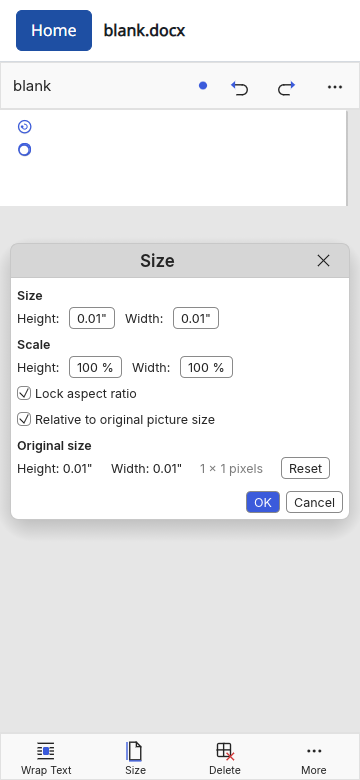 Home blank.docx
blank
Size
Size
Height: 0.01" Width: 0.01"
Scale
Height: 100 % Width: 100 %
Lock aspect ratio
Relative to original picture size
Original size
Height: 0.01" Width: 0.01" 1 × 1 pixels Reset
OK Cancel
Wrap Text Size Delete More